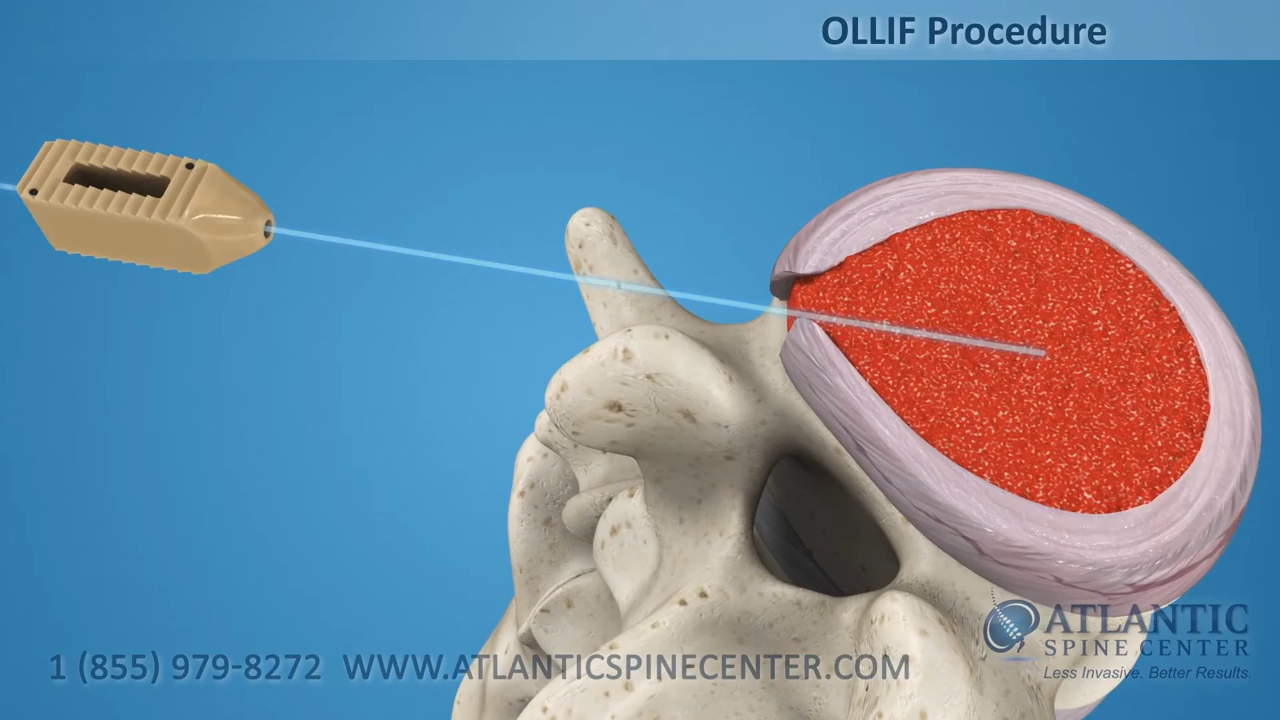 OLLIF Procedure
ATLANTIC
SPINE CENTER
Less Invasive. Better Results.
1 (855) 979-8272 WWW.ATLANTICSPINECENTER.COM